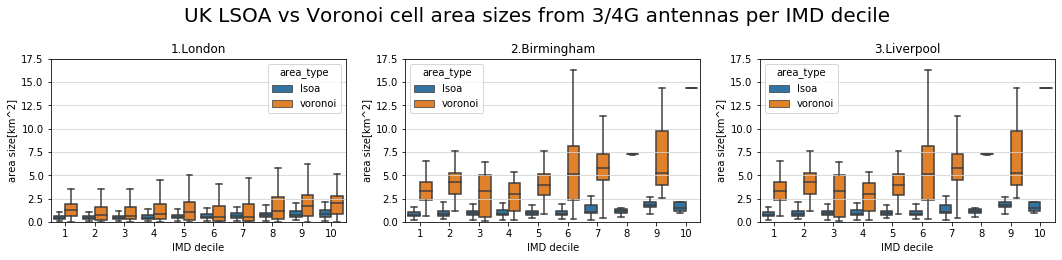 UK LSOA vs Voronoi cell area sizes from 3/4G antennas per IMD decile
1.London
area size[km^2]
17.5
15.0
12.5
10.0
7.5
5.0
2.5
0.0
area_type
lsoa
voronoi
1 2 3 4 5 6 7 8 9 10
IMD decile
2.Birmingham
area size[km^2]
17.5
15.0
12.5
10.0
7.5
5.0
2.5
0.0
area_type
lsoa
voronoi
1 2 3 4 5 6 7 8 9 10
IMD decile
3.Liverpool
area size[km^2]
17.5
15.0
12.5
10.0
7.5
5.0
2.5
0.0
area_type
lsoa
voronoi
1 2 3 4 5 6 7 8 9 10
IMD decile